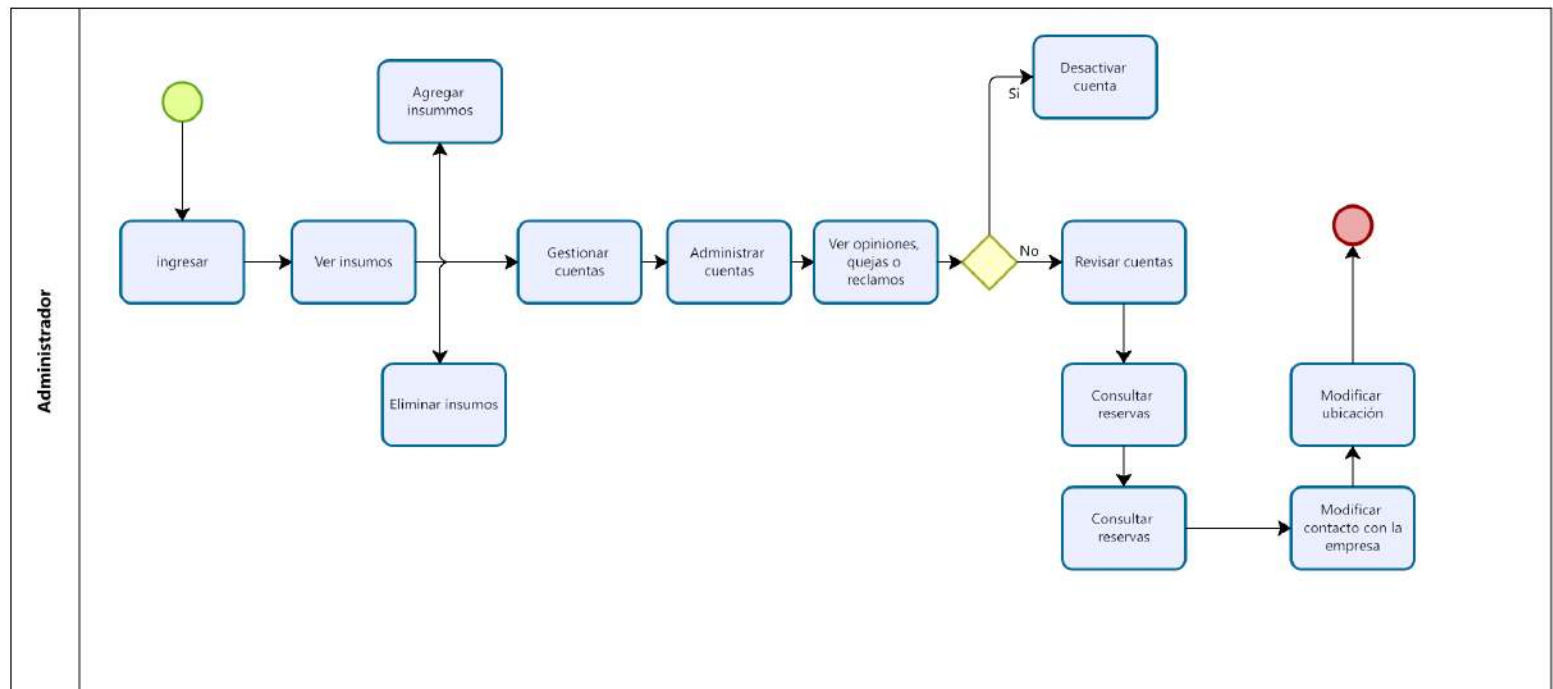 Administrador
ingresar
Ver insumos
Agregar
insummos
Eliminar insumos
Gestionar
cuentas
Administrar
cuentas
Ver opiniones,
quejas o
reclamos
Si
Desactivar
cuenta
No
Revisar cuentas
Consultar
reservas
Consultar
reservas
Modificar
contacto con la
empresa
Modificar
ubicación